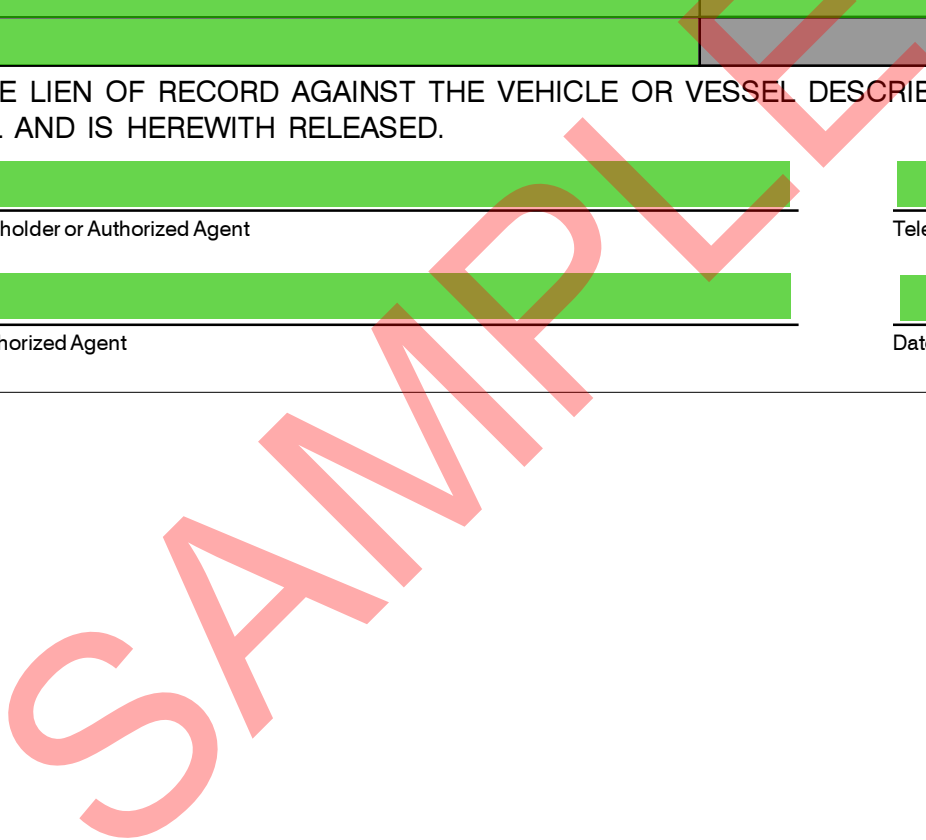 E LIEN OF RECORD AGAINST THE VEHICLE OR VESSEL DESCRIE
AND IS HEREWITH RELEASED.
holder or Authorized Agent
Tele
horized Agent
Date
SAMPLE